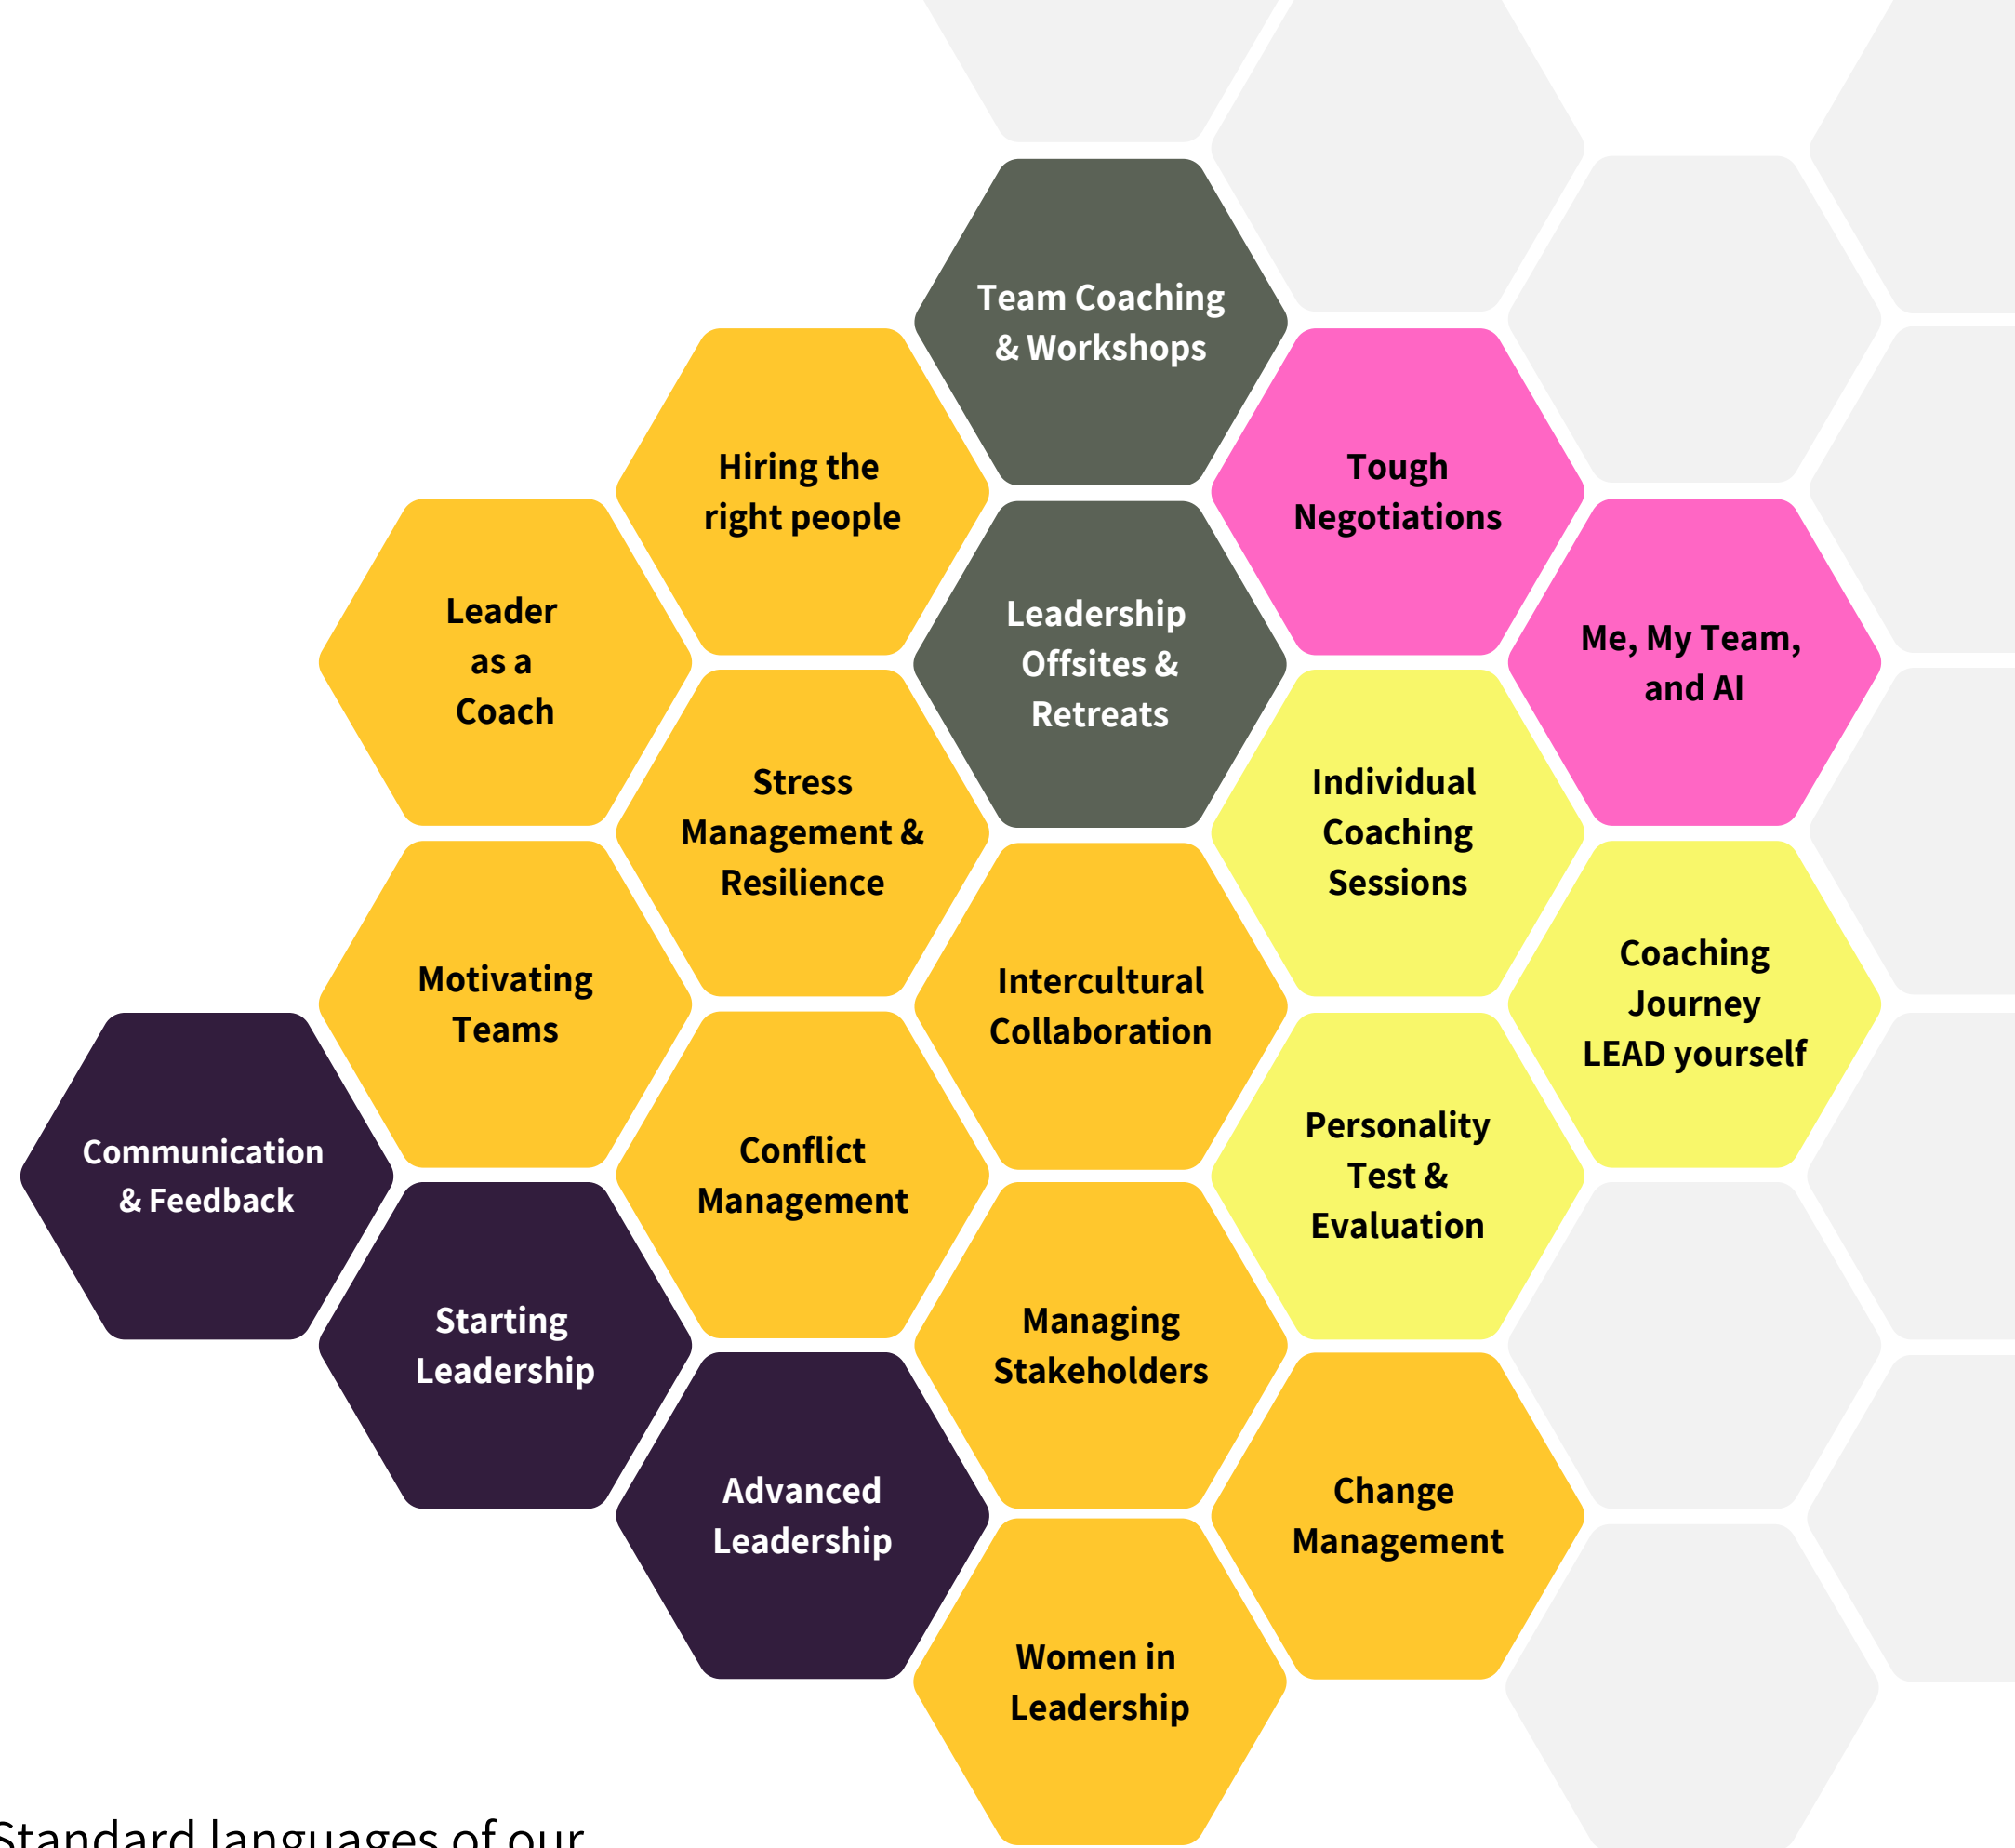 Team Coaching
& Workshops
Hiring the
right people
Tough
Negotiations
Leader
as a
Coach
Leadership
Offsites &
Retreats
Me, My Team,
and AI
Stress
Management &
Resilience
Individual
Coaching
Sessions
Motivating
Teams
Intercultural
Collaboration
Coaching
Journey
LEAD yourself
Communication
& Feedback
Conflict
Management
Personality
Test &
Evaluation
Starting
Leadership
Managing
Stakeholders
Advanced
Leadership
Change
Management
Women in
Leadership
Standard languages of our